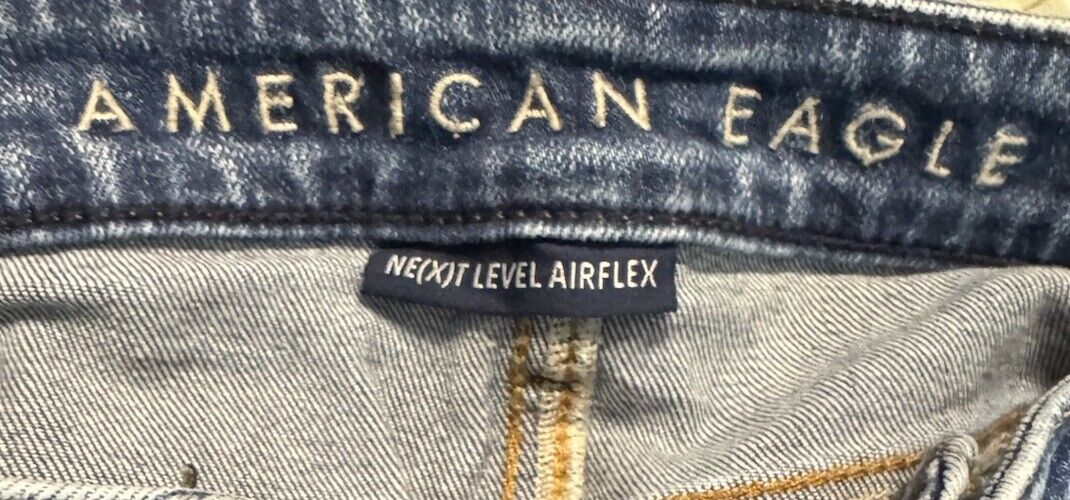 AMERICAN EAGLE
NE(X)T LEVEL AIRFLEX